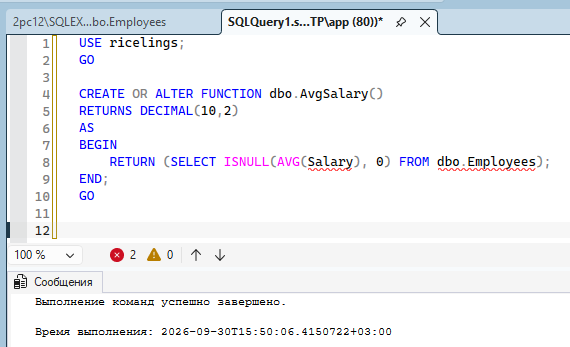 2pc12\SQLEX...bo.Employees
SQLQuery1.s...TP\app (80))*
1 USE ricelings;
2 GO
3
4 CREATE OR ALTER FUNCTION dbo.AvgSalary()
5 RETURNS DECIMAL(10,2)
6 AS
7 BEGIN
8 RETURN (SELECT ISNULL(AVG(Salary), 0) FROM dbo.Employees);
9 END;
10 GO
11
12
100 % 2 0
Сообщения
Выполнение команд успешно завершено.
Время выполнения: 2026-09-30T15:50:06.4150722+03:00